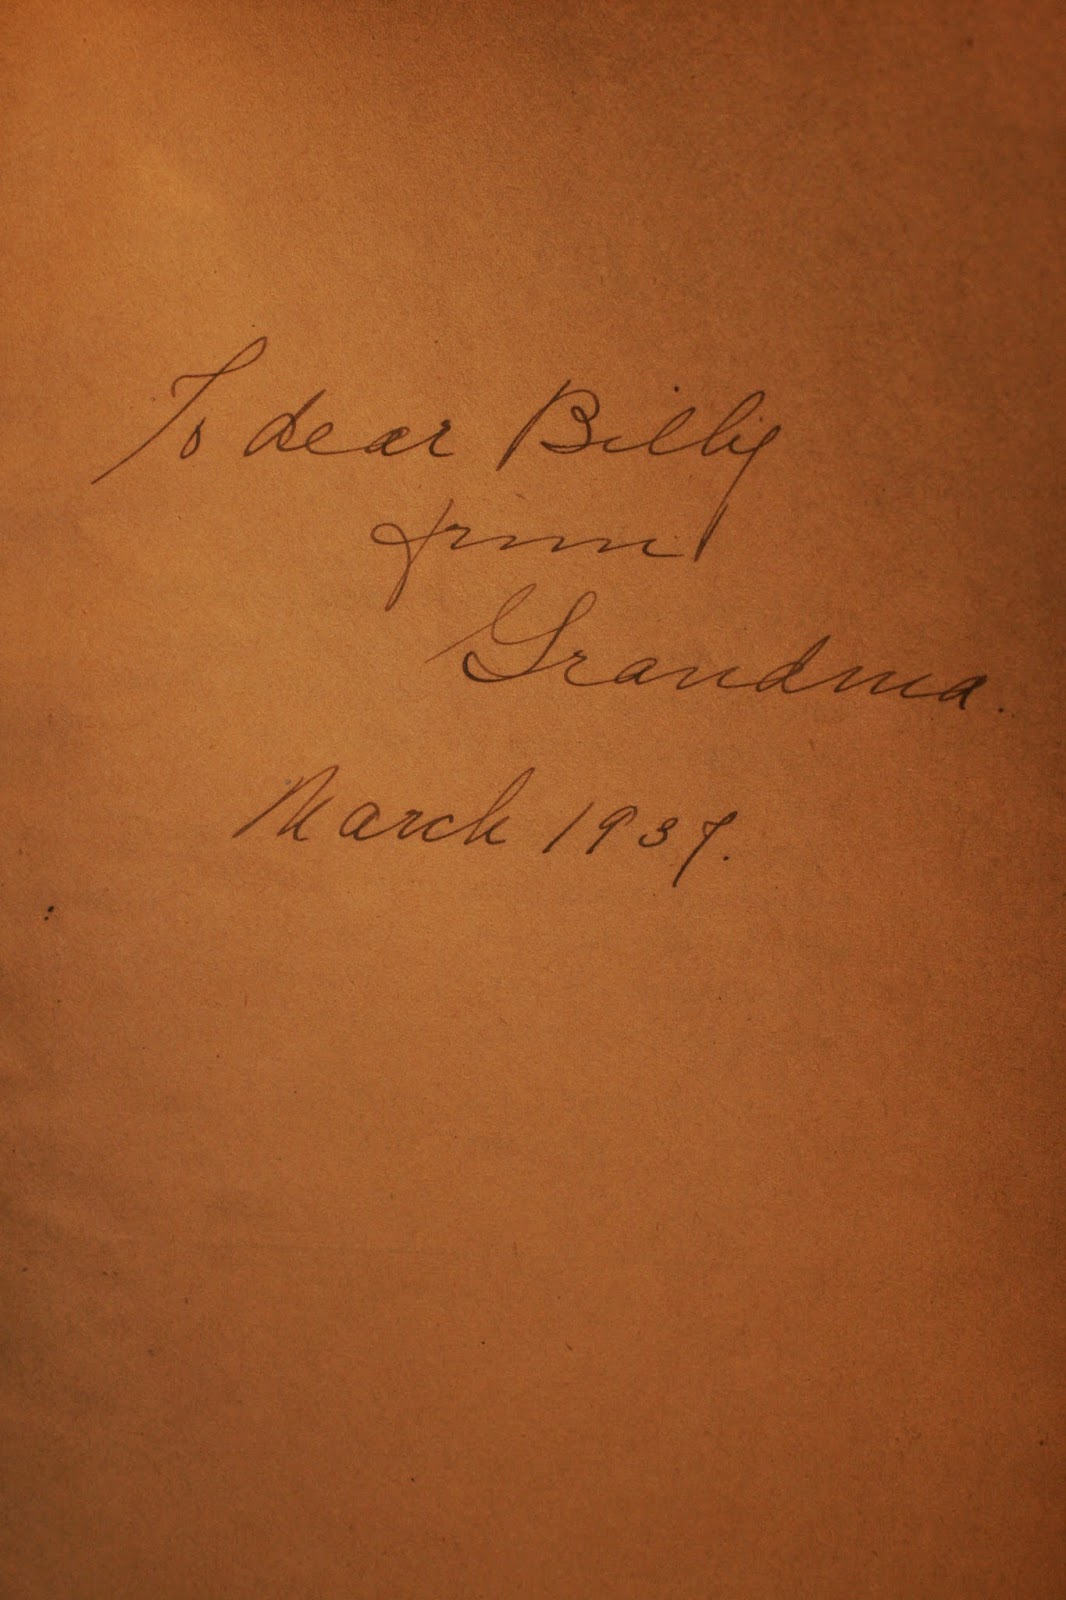 To dear Billy
from
Grandma.
March 1937.